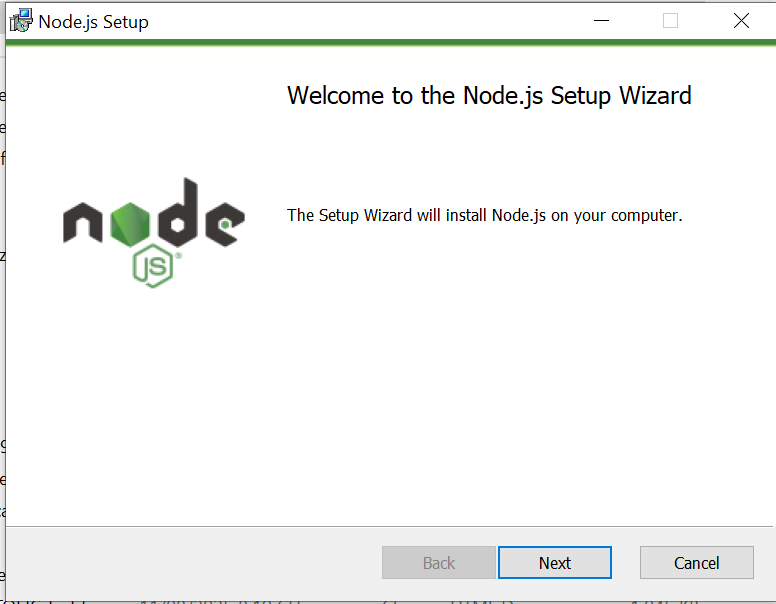 Node.js Setup
Welcome to the Node.js Setup Wizard
node
JS
®
The Setup Wizard will install Node.js on your computer.
Back
Next
Cancel